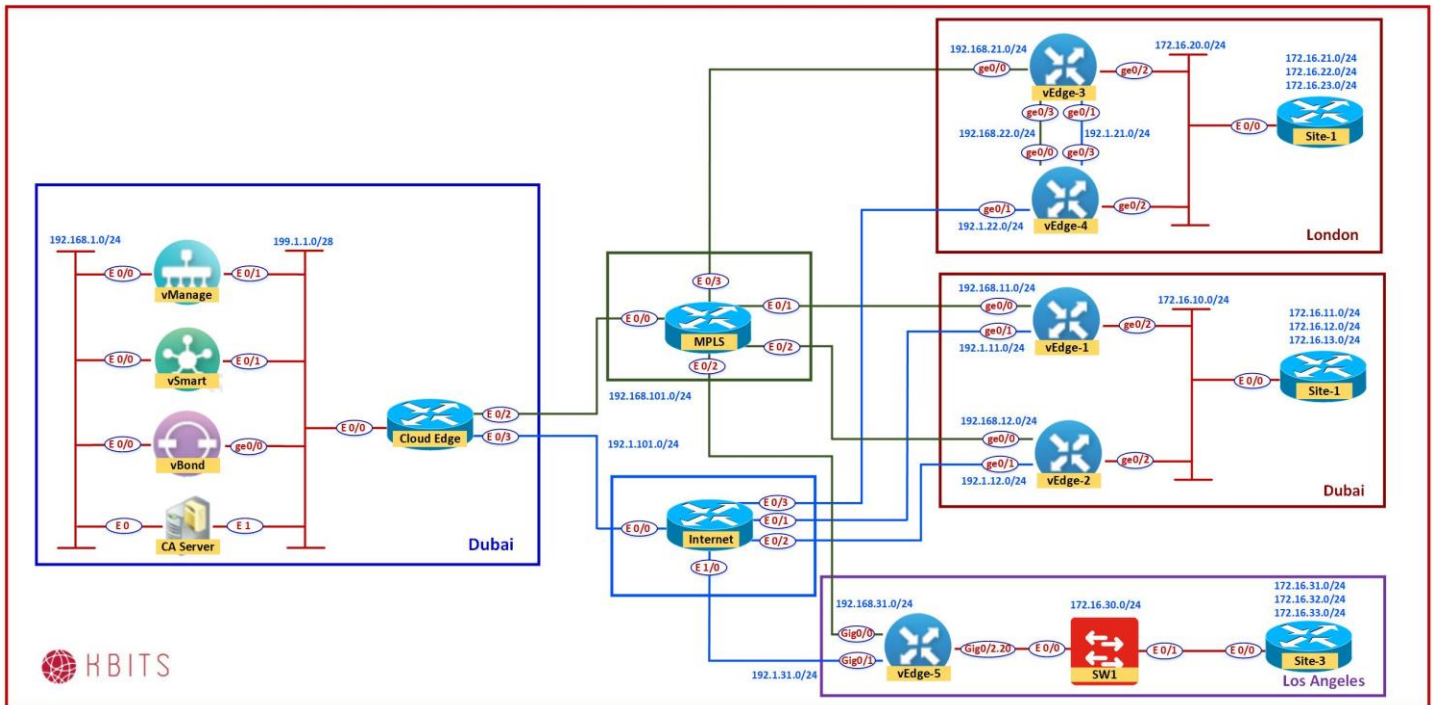 192.168.1.0/24
199.1.1.0/28
E 0/0
vManage
E 0/1
E 0/0
vSmart
E 0/1
E 0/0
vBond
ge0/0
E 0
CA Server
E 1
E 0/0
Cloud Edge
E 0/2
E 0/3
Dubai
192.168.101.0/24
192.1.101.0/24
E 0/3
E 0/0
MPLS
E 0/1
E 0/2
E 0/2
E 0/0
Internet
E 0/3
E 0/1
E 0/2
E 1/0
192.168.21.0/24
ge0/0
vEdge-3
ge0/2
172.16.20.0/24
172.16.21.0/24
172.16.22.0/24
172.16.23.0/24
ge0/3
ge0/1
192.168.22.0/24
192.1.21.0/24
ge0/0
ge0/3
E 0/0
Site-1
ge0/1
192.1.22.0/24
vEdge-4
ge0/2
London
192.168.11.0/24
ge0/0
ge0/1
192.1.11.0/24
vEdge-1
ge0/2
172.16.10.0/24
172.16.11.0/24
172.16.12.0/24
172.16.13.0/24
E 0/0
Site-1
192.168.12.0/24
ge0/0
ge0/1
192.1.12.0/24
vEdge-2
ge0/2
Dubai
192.168.31.0/24
Gig0/0
Gig0/1
192.1.31.0/24
vEdge-5
Gig0/2.20
172.16.30.0/24
E 0/0
SW1
E 0/1
E 0/0
172.16.31.0/24
172.16.32.0/24
172.16.33.0/24
Site-3
Los Angeles
KBITS